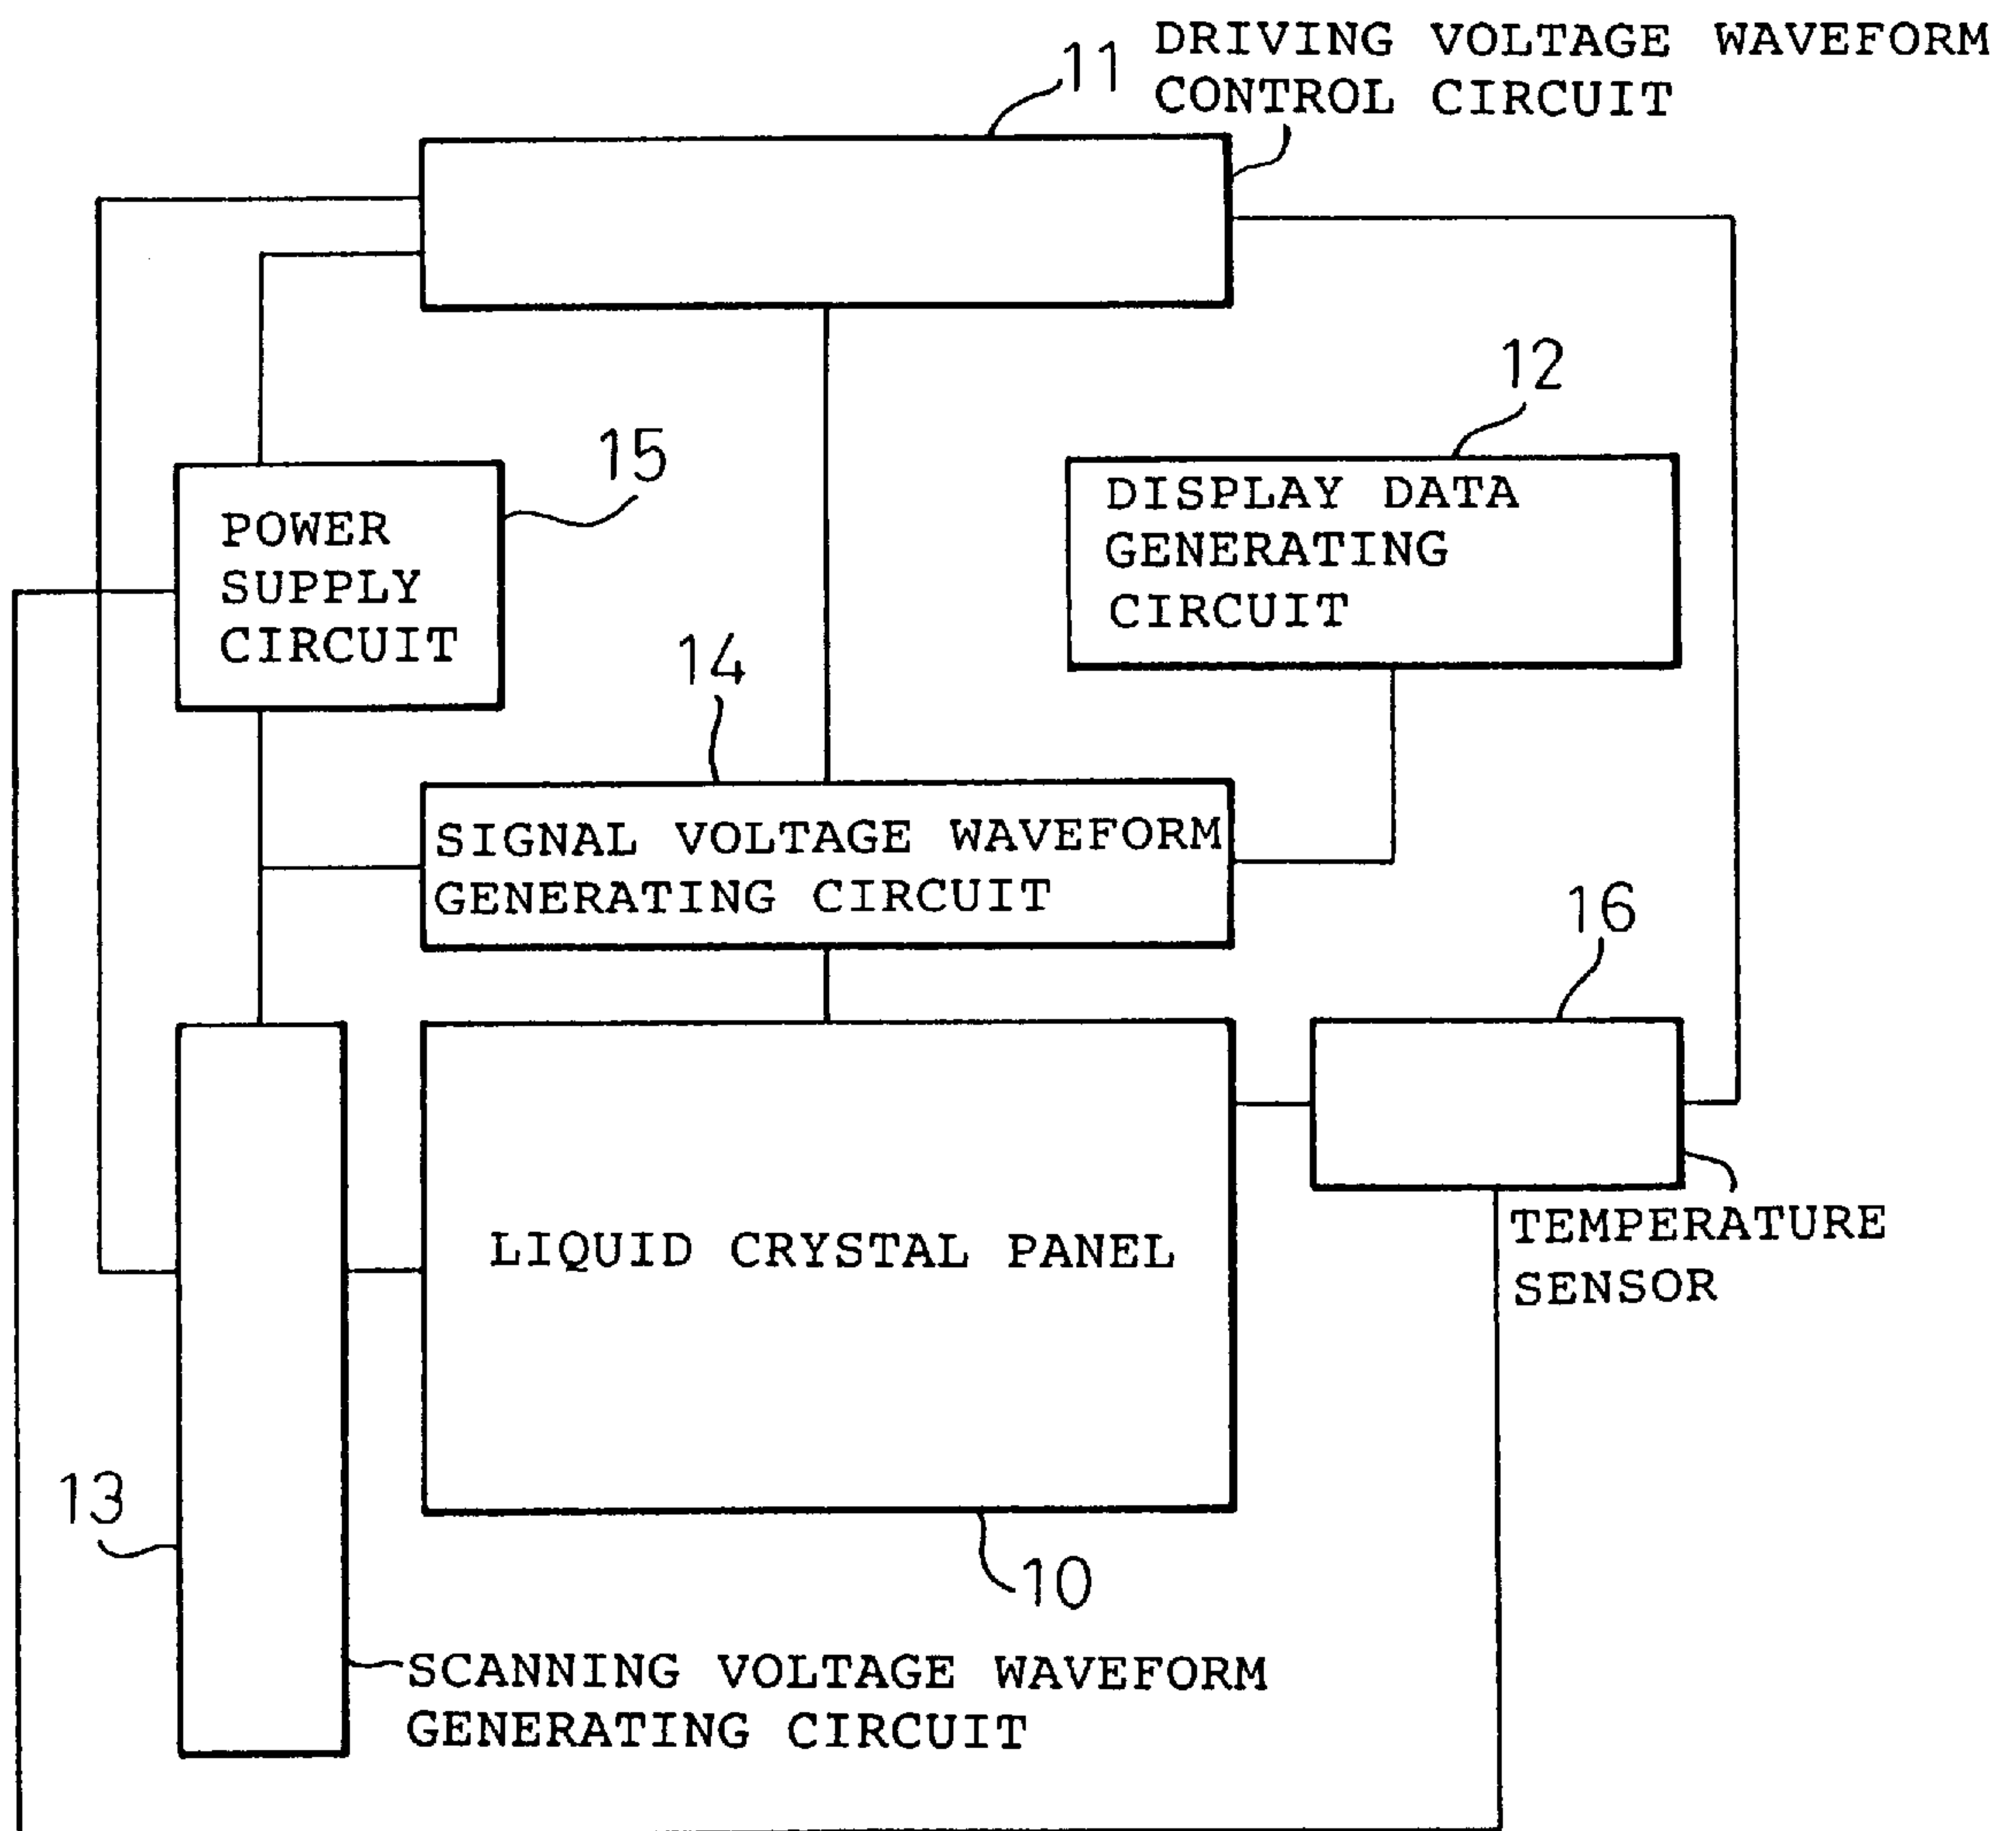 11
DRIVING VOLTAGE WAVEFORM
CONTROL CIRCUIT
12
15
DISPLAY DATA
GENERATING
CIRCUIT
POWER
SUPPLY
CIRCUIT
14
SIGNAL VOLTAGE WAVEFORM
GENERATING CIRCUIT
16
LIQUID CRYSTAL PANEL
TEMPERATURE
SENSOR
13
10
SCANNING VOLTAGE WAVEFORM
GENERATING CIRCUIT